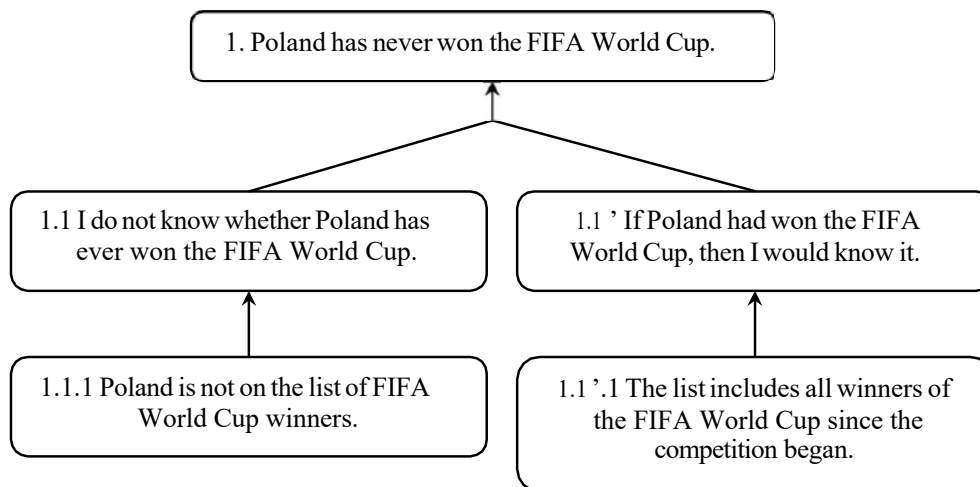 1. Poland has never won the FIFA World Cup.
1.1 I do not know whether Poland has
ever won the FIFA World Cup.
1.1 ’ If Poland had won the FIFA
World Cup, then I would know it.
1.1.1 Poland is not on the list of FIFA
World Cup winners.
1.1 ’.1 The list includes all winners of
the FIFA World Cup since the
competition began.